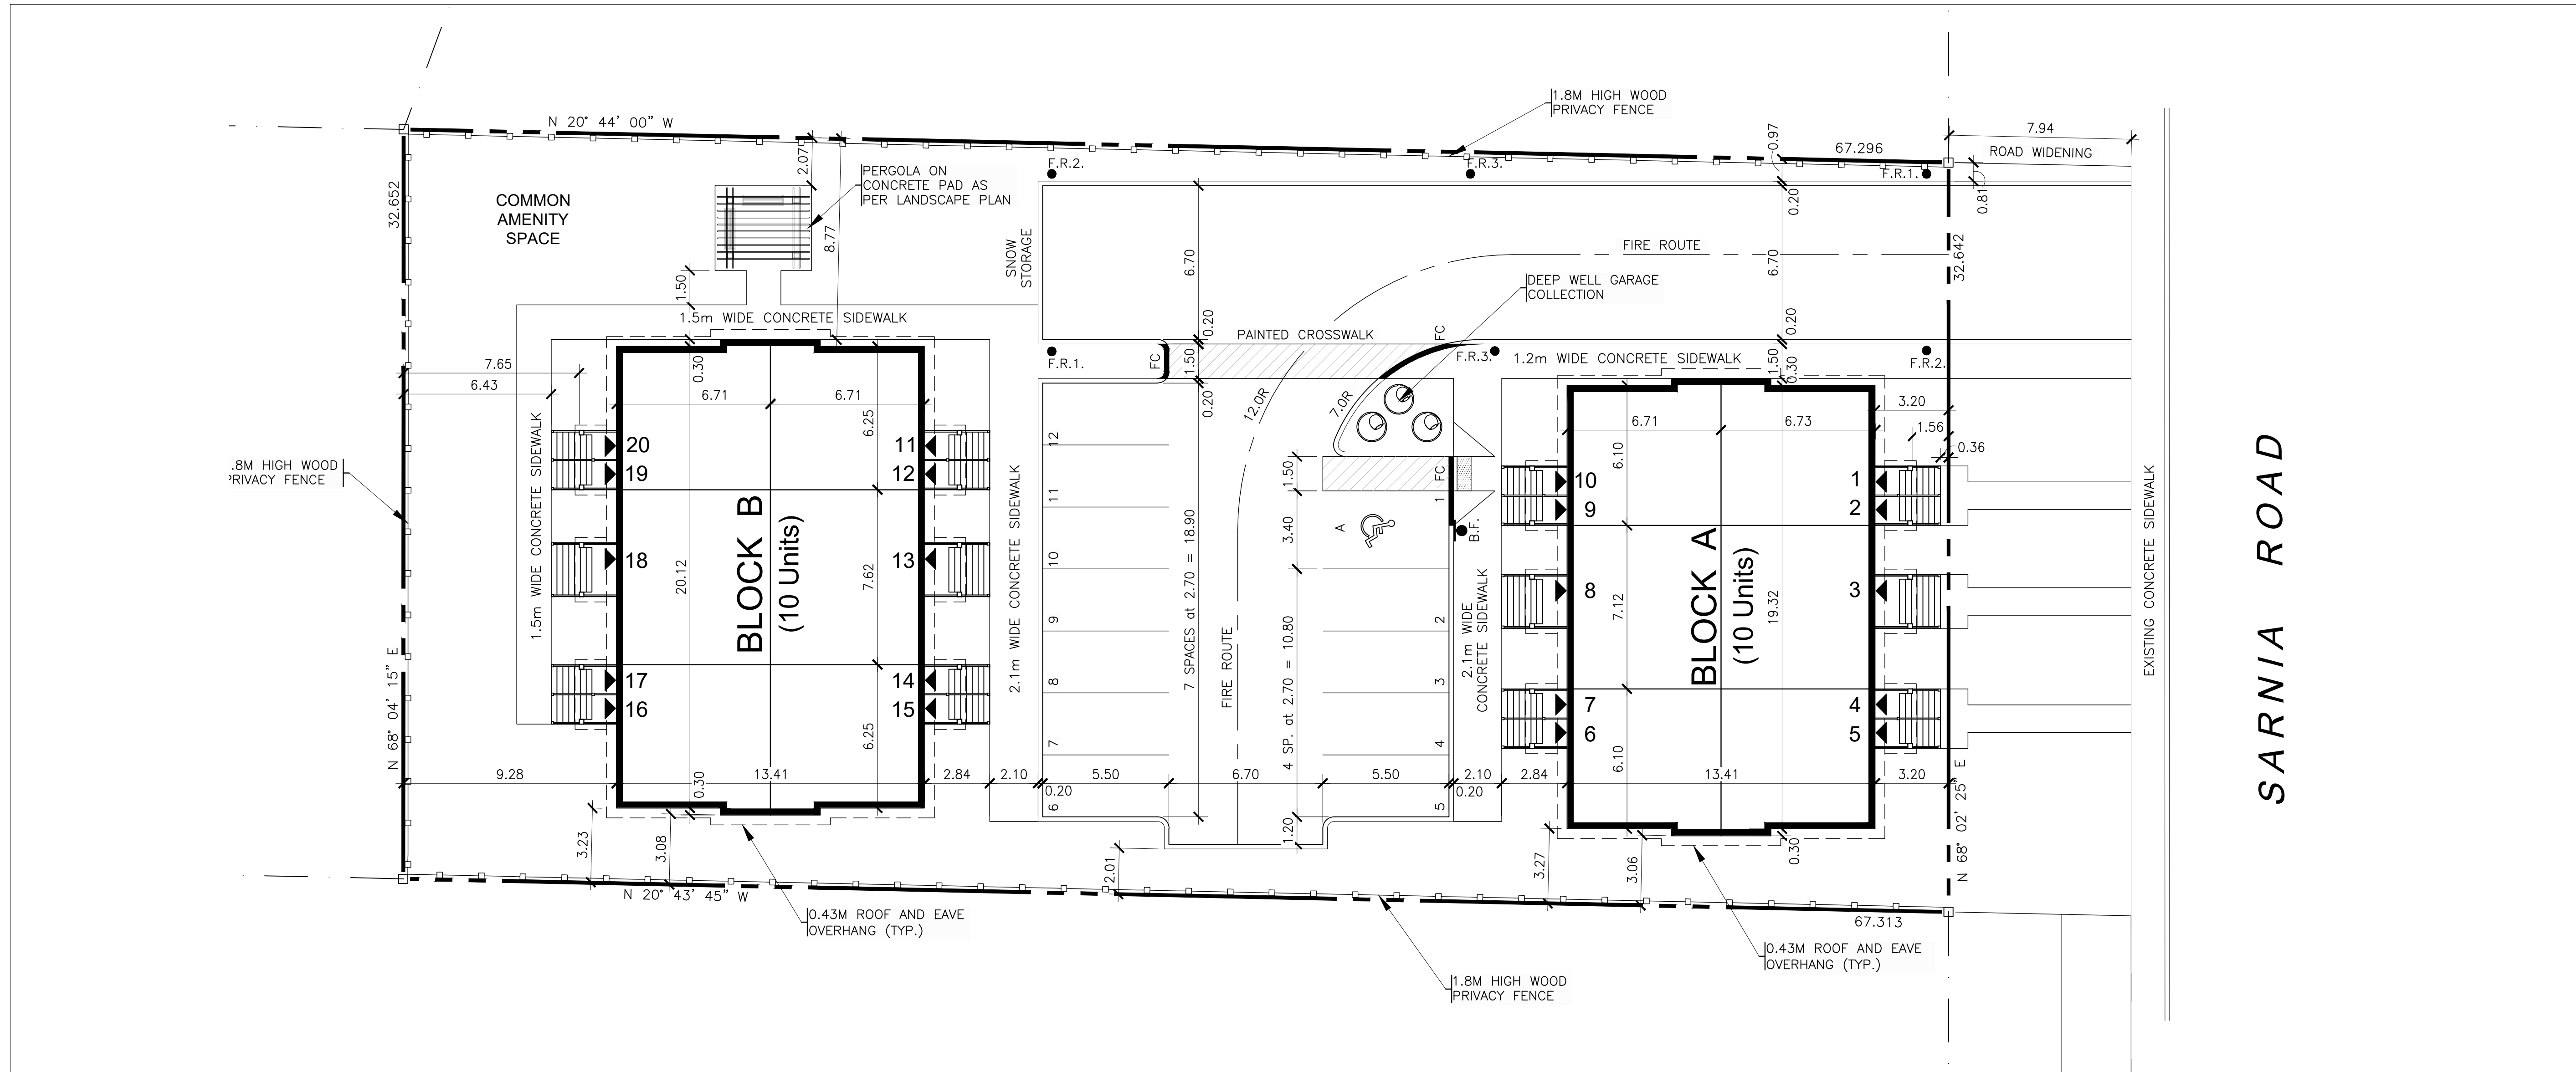 1.8M HIGH WOOD
PRIVACY FENCE
N 20° 44' 00" W
67.296
0.97
7.94
ROAD WIDENING
0.81
2.07
PERGOLA ON
CONCRETE PAD AS
PER LANDSCAPE PLAN
F.R.2.
F.R.3.
F.R.1.
32.652
COMMON
AMENITY
SPACE
8.77
SNOW
STORAGE
6.70
0.20
FIRE ROUTE
6.70
32.642
1.50
DEEP WELL GARAGE
COLLECTION
1.5m WIDE CONCRETE SIDEWALK
0.20
PAINTED CROSSWALK
FC
0.20
F.R.1.
FC
1.50
F.R.3.
1.2m WIDE CONCRETE SIDEWALK
1.50
0.30
F.R.2.
7.65
6.43
0.30
6.71
6.71
6.25
0.20
12.0R
7.0R
6.71
6.73
3.20
1.56
0.36
.8M HIGH WOOD
PRIVACY FENCE
1.5m WIDE CONCRETE SIDEWALK
20
19
18
17
16
11
12
13
14
15
20.12
BLOCK B
(10 Units)
7.62
6.25
2.1m WIDE CONCRETE SIDEWALK
12
11
10
9
8
7
6
7 SPACES at 2.70 = 18.90
FIRE ROUTE
1.50
3.40
4 SP. at 2.70 = 10.80
A
FC
1
B.F.
2
3
4
5
2.1m WIDE
CONCRETE SIDEWALK
10
9
8
7
6
1
2
3
4
5
6.10
7.12
6.10
BLOCK A
(10 Units)
19.32
EXISTING CONCRETE SIDEWALK
SARNIA ROAD
N 68° 04' 15" E
9.28
0.30
13.41
2.84
2.10
0.20
5.50
6.70
5.50
0.20
2.10
2.84
13.41
3.20
N 68° 02' 25" E
3.23
3.08
2.01
1.20
3.27
3.06
0.30
N 20° 43' 45" W
67.313
0.43M ROOF AND EAVE
OVERHANG (TYP.)
0.43M ROOF AND EAVE
OVERHANG (TYP.)
1.8M HIGH WOOD
PRIVACY FENCE